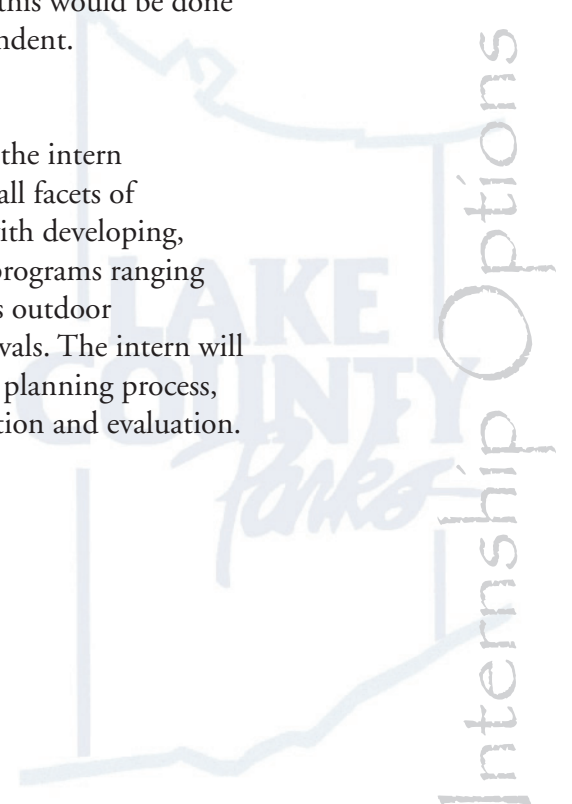 this would be done
ndent.
the intern
all facets of
ith developing,
programs ranging
s outdoor
vals. The intern will
planning process,
tion and evaluation.
LAKE
COUNTY
Parks
Internship Options